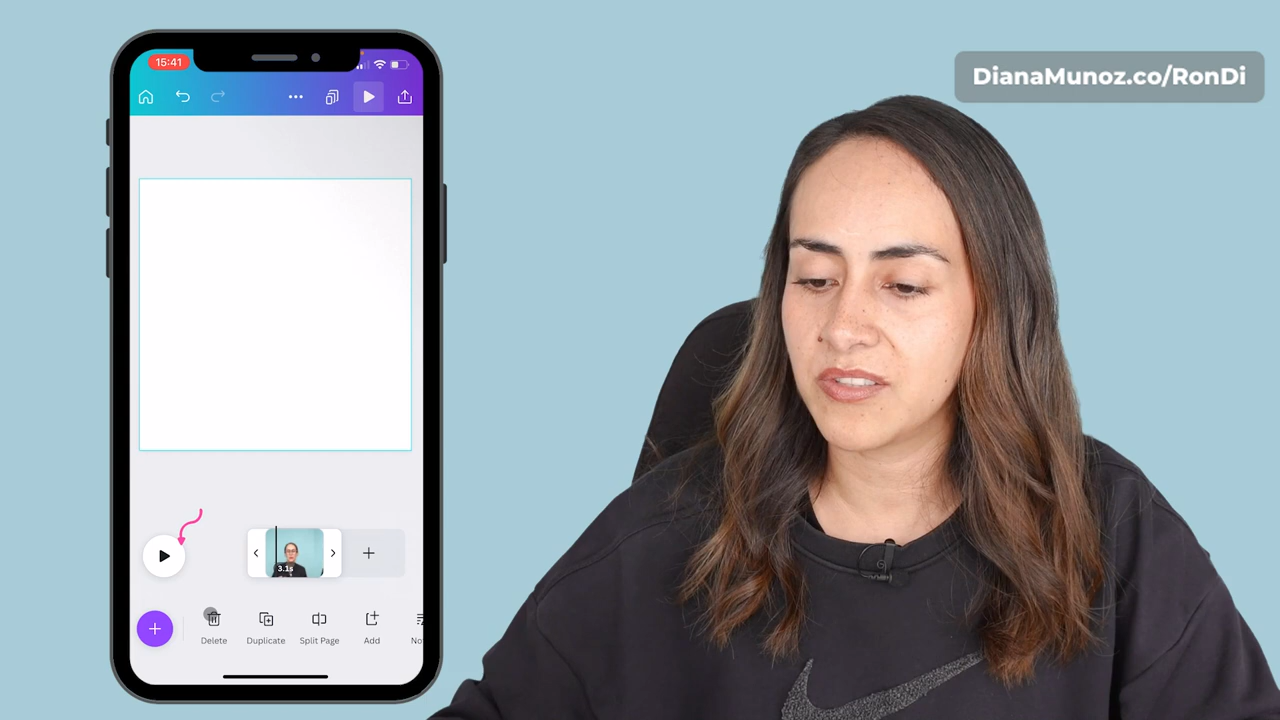 15:41
DianaMunoz.co/RonDi
3.1s
Delete
Duplicate
Split Page
Add